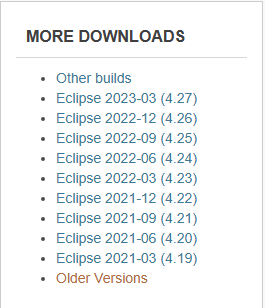 MORE DOWNLOADS
Other builds
Eclipse 2023-03 (4.27)
Eclipse 2022-12 (4.26)
Eclipse 2022-09 (4.25)
Eclipse 2022-06 (4.24)
Eclipse 2022-03 (4.23)
Eclipse 2021-12 (4.22)
Eclipse 2021-09 (4.21)
Eclipse 2021-06 (4.20)
Eclipse 2021-03 (4.19)
Older Versions